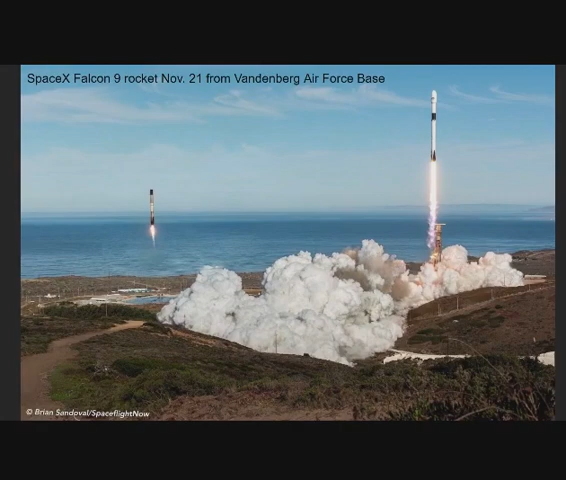 SpaceX Falcon 9 rocket Nov. 21 from Vandenberg Air Force Base
© Brian Sandoval/SpaceflightNow